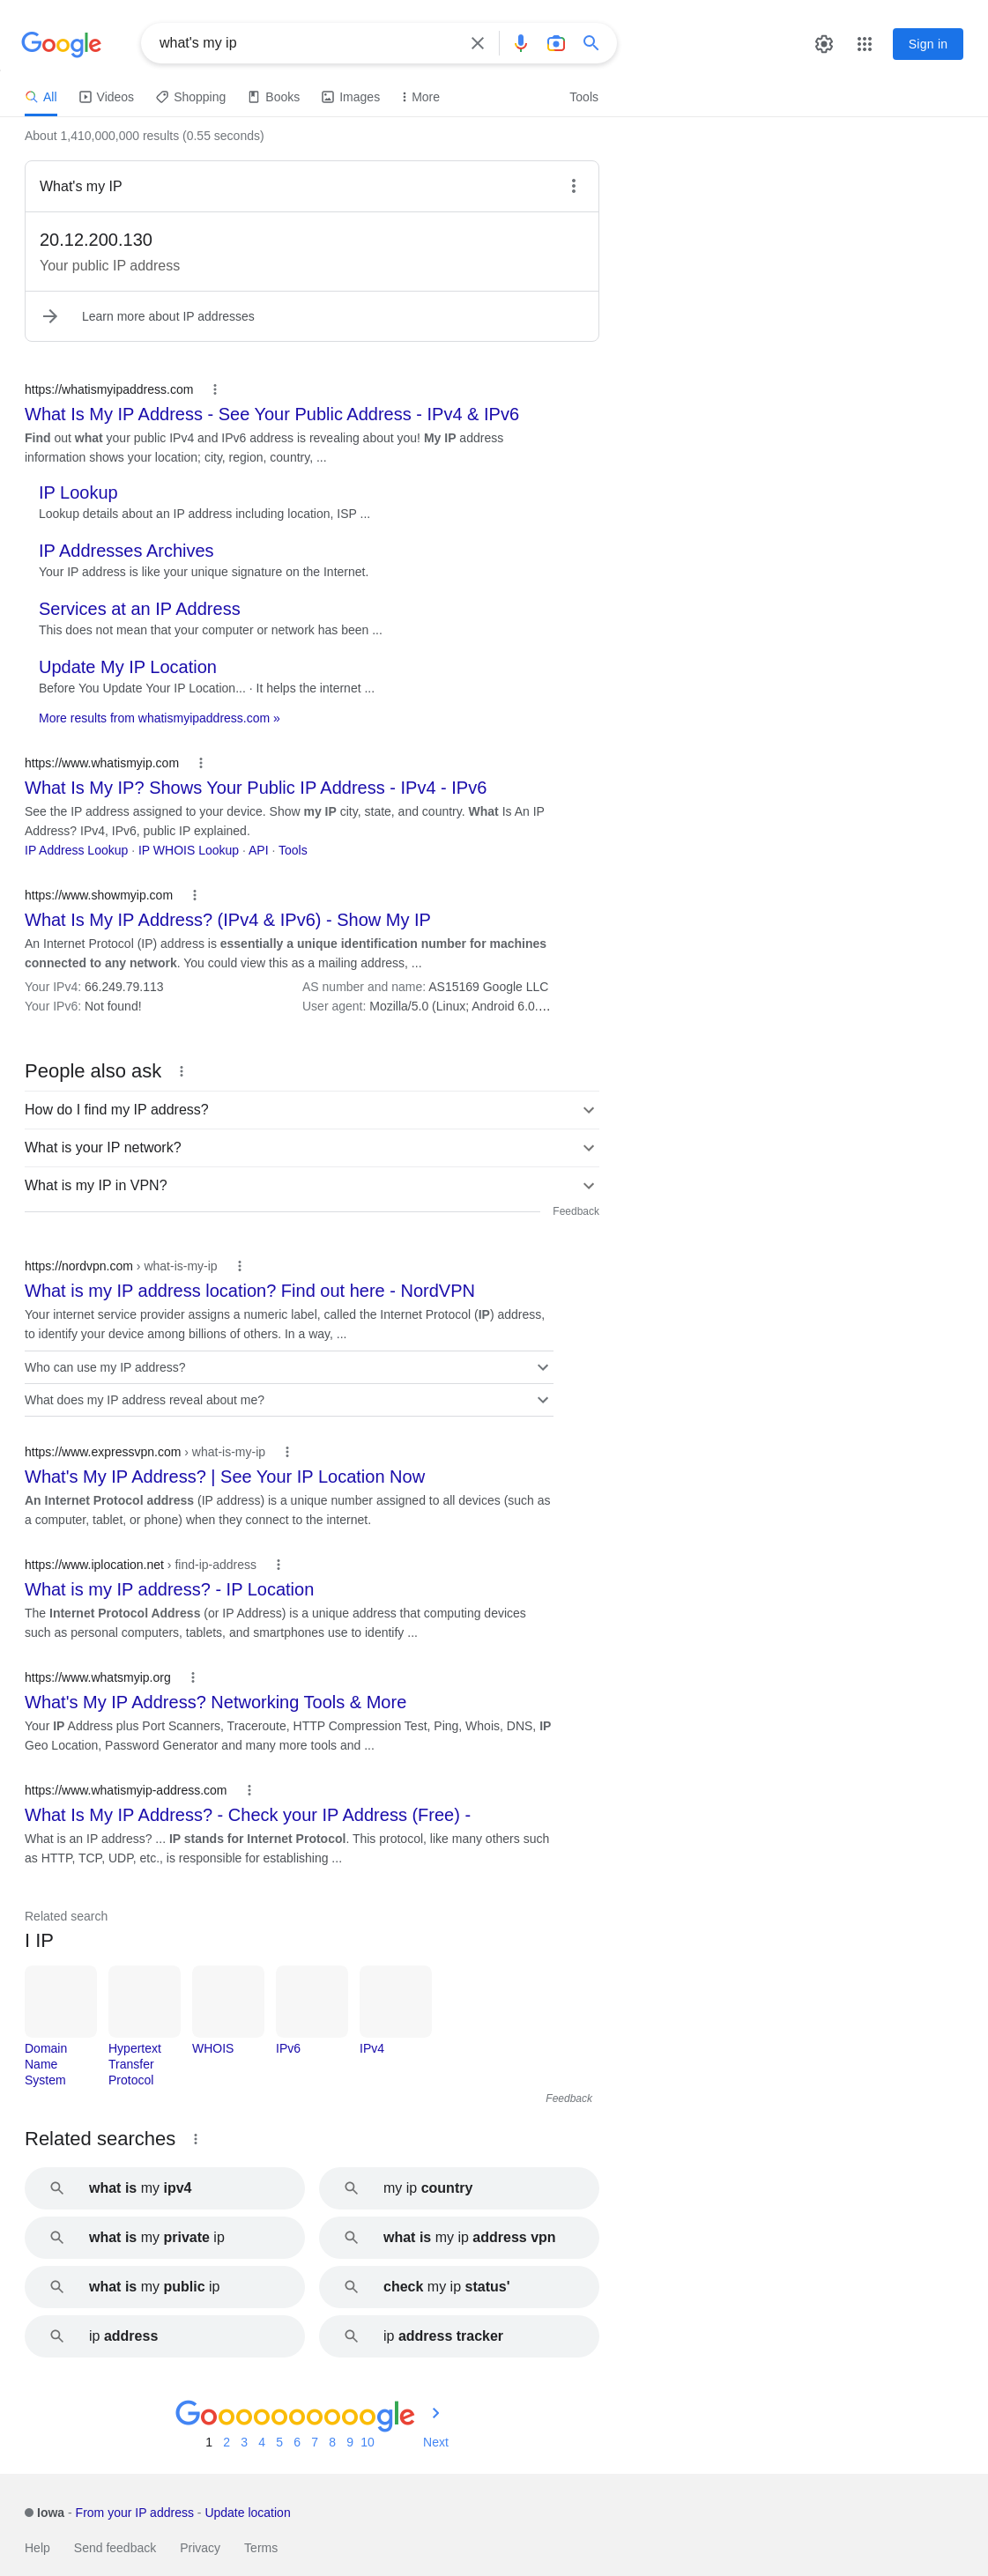 Google
what's my ip
Sign in
All
Videos
Shopping
Books
Images
More
Tools
About 1,410,000,000 results (0.55 seconds)
What's my IP
20.12.200.130
Your public IP address
Learn more about IP addresses
https://whatismyipaddress.com
What Is My IP Address - See Your Public Address - IPv4 & IPv6
Find out what your public IPv4 and IPv6 address is revealing about you! My IP address
information shows your location; city, region, country, ...
IP Lookup
Lookup details about an IP address including location, ISP ...
IP Addresses Archives
Your IP address is like your unique signature on the Internet.
Services at an IP Address
This does not mean that your computer or network has been ...
Update My IP Location
Before You Update Your IP Location... · It helps the internet ...
More results from whatismyipaddress.com »
https://www.whatismyip.com
What Is My IP? Shows Your Public IP Address - IPv4 - IPv6
See the IP address assigned to your device. Show my IP city, state, and country. What Is An IP
Address? IPv4, IPv6, public IP explained.
IP Address Lookup · IP WHOIS Lookup · API · Tools
https://www.showmyip.com
What Is My IP Address? (IPv4 & IPv6) - Show My IP
An Internet Protocol (IP) address is essentially a unique identification number for machines
connected to any network. You could view this as a mailing address, ...
Your IPv4: 66.249.79.113
AS number and name: AS15169 Google LLC
Your IPv6: Not found!
User agent: Mozilla/5.0 (Linux; Android 6.0....
People also ask
How do I find my IP address?
What is your IP network?
What is my IP in VPN?
Feedback
https://nordvpn.com › what-is-my-ip
What is my IP address location? Find out here - NordVPN
Your internet service provider assigns a numeric label, called the Internet Protocol (IP) address,
to identify your device among billions of others. In a way, ...
Who can use my IP address?
What does my IP address reveal about me?
https://www.expressvpn.com › what-is-my-ip
What's My IP Address? | See Your IP Location Now
An Internet Protocol address (IP address) is a unique number assigned to all devices (such as
a computer, tablet, or phone) when they connect to the internet.
https://www.iplocation.net › find-ip-address
What is my IP address? - IP Location
The Internet Protocol Address (or IP Address) is a unique address that computing devices
such as personal computers, tablets, and smartphones use to identify ...
https://www.whatsmyip.org
What's My IP Address? Networking Tools & More
Your IP Address plus Port Scanners, Traceroute, HTTP Compression Test, Ping, Whois, DNS, IP
Geo Location, Password Generator and many more tools and ...
https://www.whatismyip-address.com
What Is My IP Address? - Check your IP Address (Free) -
What is an IP address? ... IP stands for Internet Protocol. This protocol, like many others such
as HTTP, TCP, UDP, etc., is responsible for establishing ...
Related search
I IP
Domain
Name
System
Hypertext
Transfer
Protocol
WHOIS
IPv6
IPv4
Feedback
Related searches
what is my ipv4
my ip country
what is my private ip
what is my ip address vpn
what is my public ip
check my ip status'
ip address
ip address tracker
Goooooooooogle
1 2 3 4 5 6 7 8 9 10
Next
Iowa - From your IP address - Update location
Help
Send feedback
Privacy
Terms